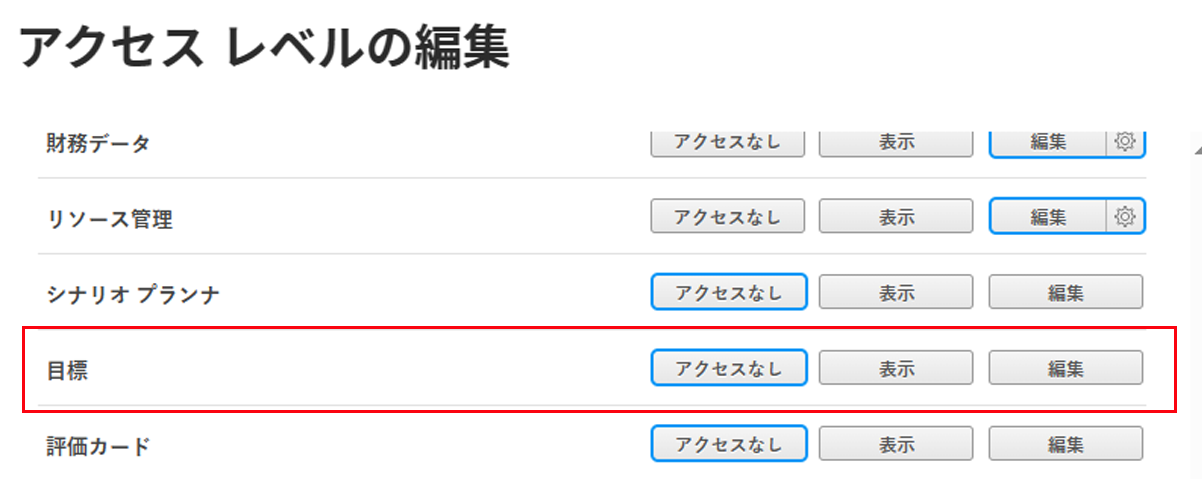 アクセス レベルの編集
財務データ アクセスなし 表示 編集
リソース管理 アクセスなし 表示 編集
シナリオ プランナ アクセスなし 表示 編集
目標 アクセスなし 表示 編集
評価カード アクセスなし 表示 編集